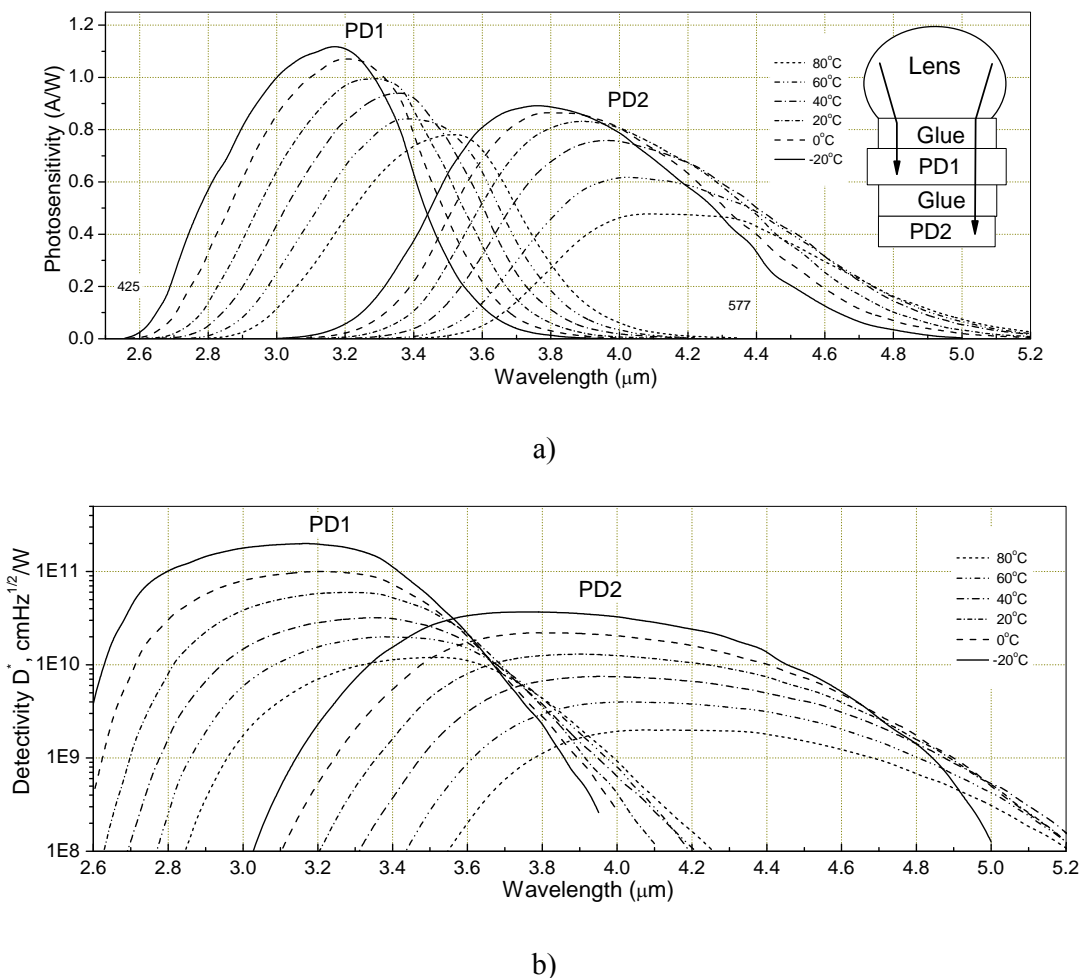 1.2
1.0
0.8
0.6
0.4
0.2
0.0
Photosensitivity (A/W)
PD1
PD2
425
577
80°C
60°C
40°C
20°C
0°C
-20°C
Lens
Glue
PD1
Glue
PD2
2.6 2.8 3.0 3.2 3.4 3.6 3.8 4.0 4.2 4.4 4.6 4.8 5.0 5.2
Wavelength (μm)
a)
1E11
1E10
1E9
1E8
Detectivity D*, cmHz1/2/W
PD1
PD2
80°C
60°C
40°C
20°C
0°C
-20°C
2.6 2.8 3.0 3.2 3.4 3.6 3.8 4.0 4.2 4.4 4.6 4.8 5.0 5.2
Wavelength (μm)
b)